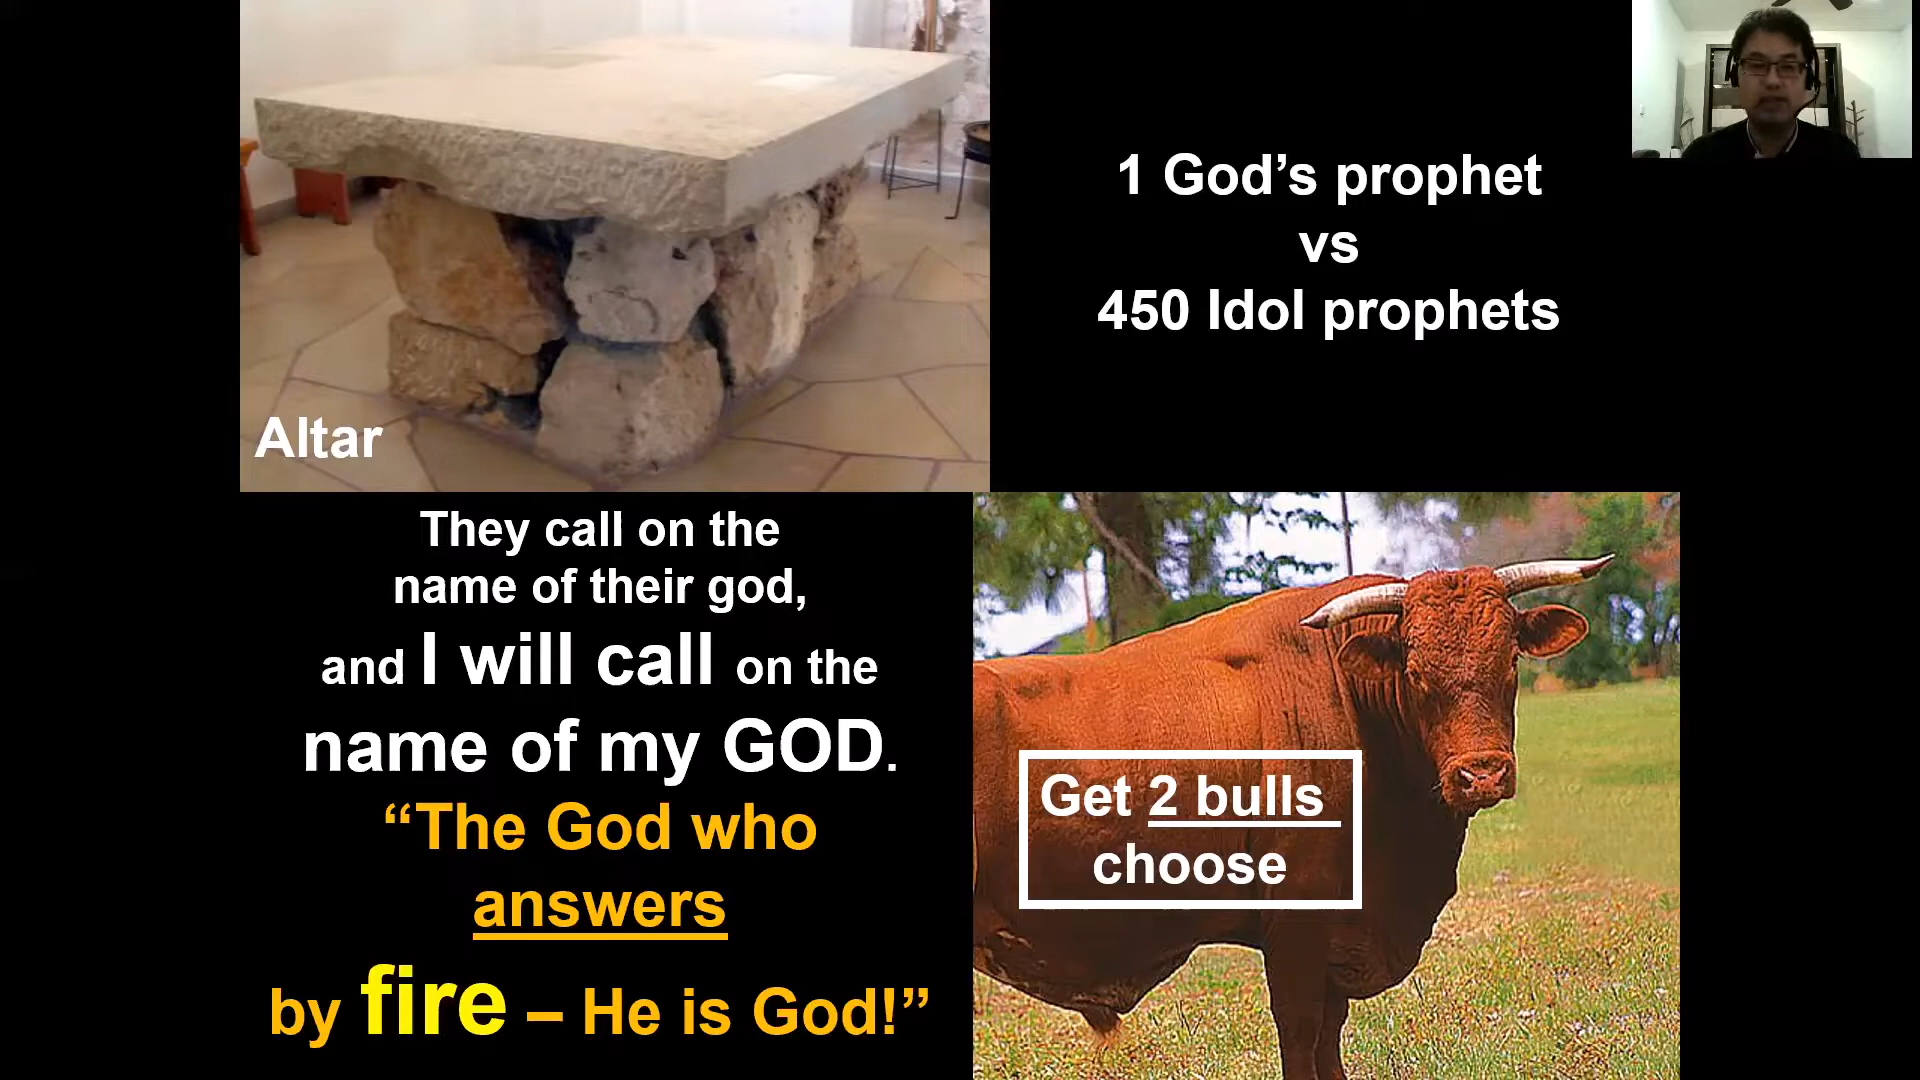 1 God’s prophet
vs
450 Idol prophets
Altar
They call on the
name of their god,
and I will call on the
name of my GOD.
“The God who
answers
by fire – He is God!”
Get 2 bulls
choose